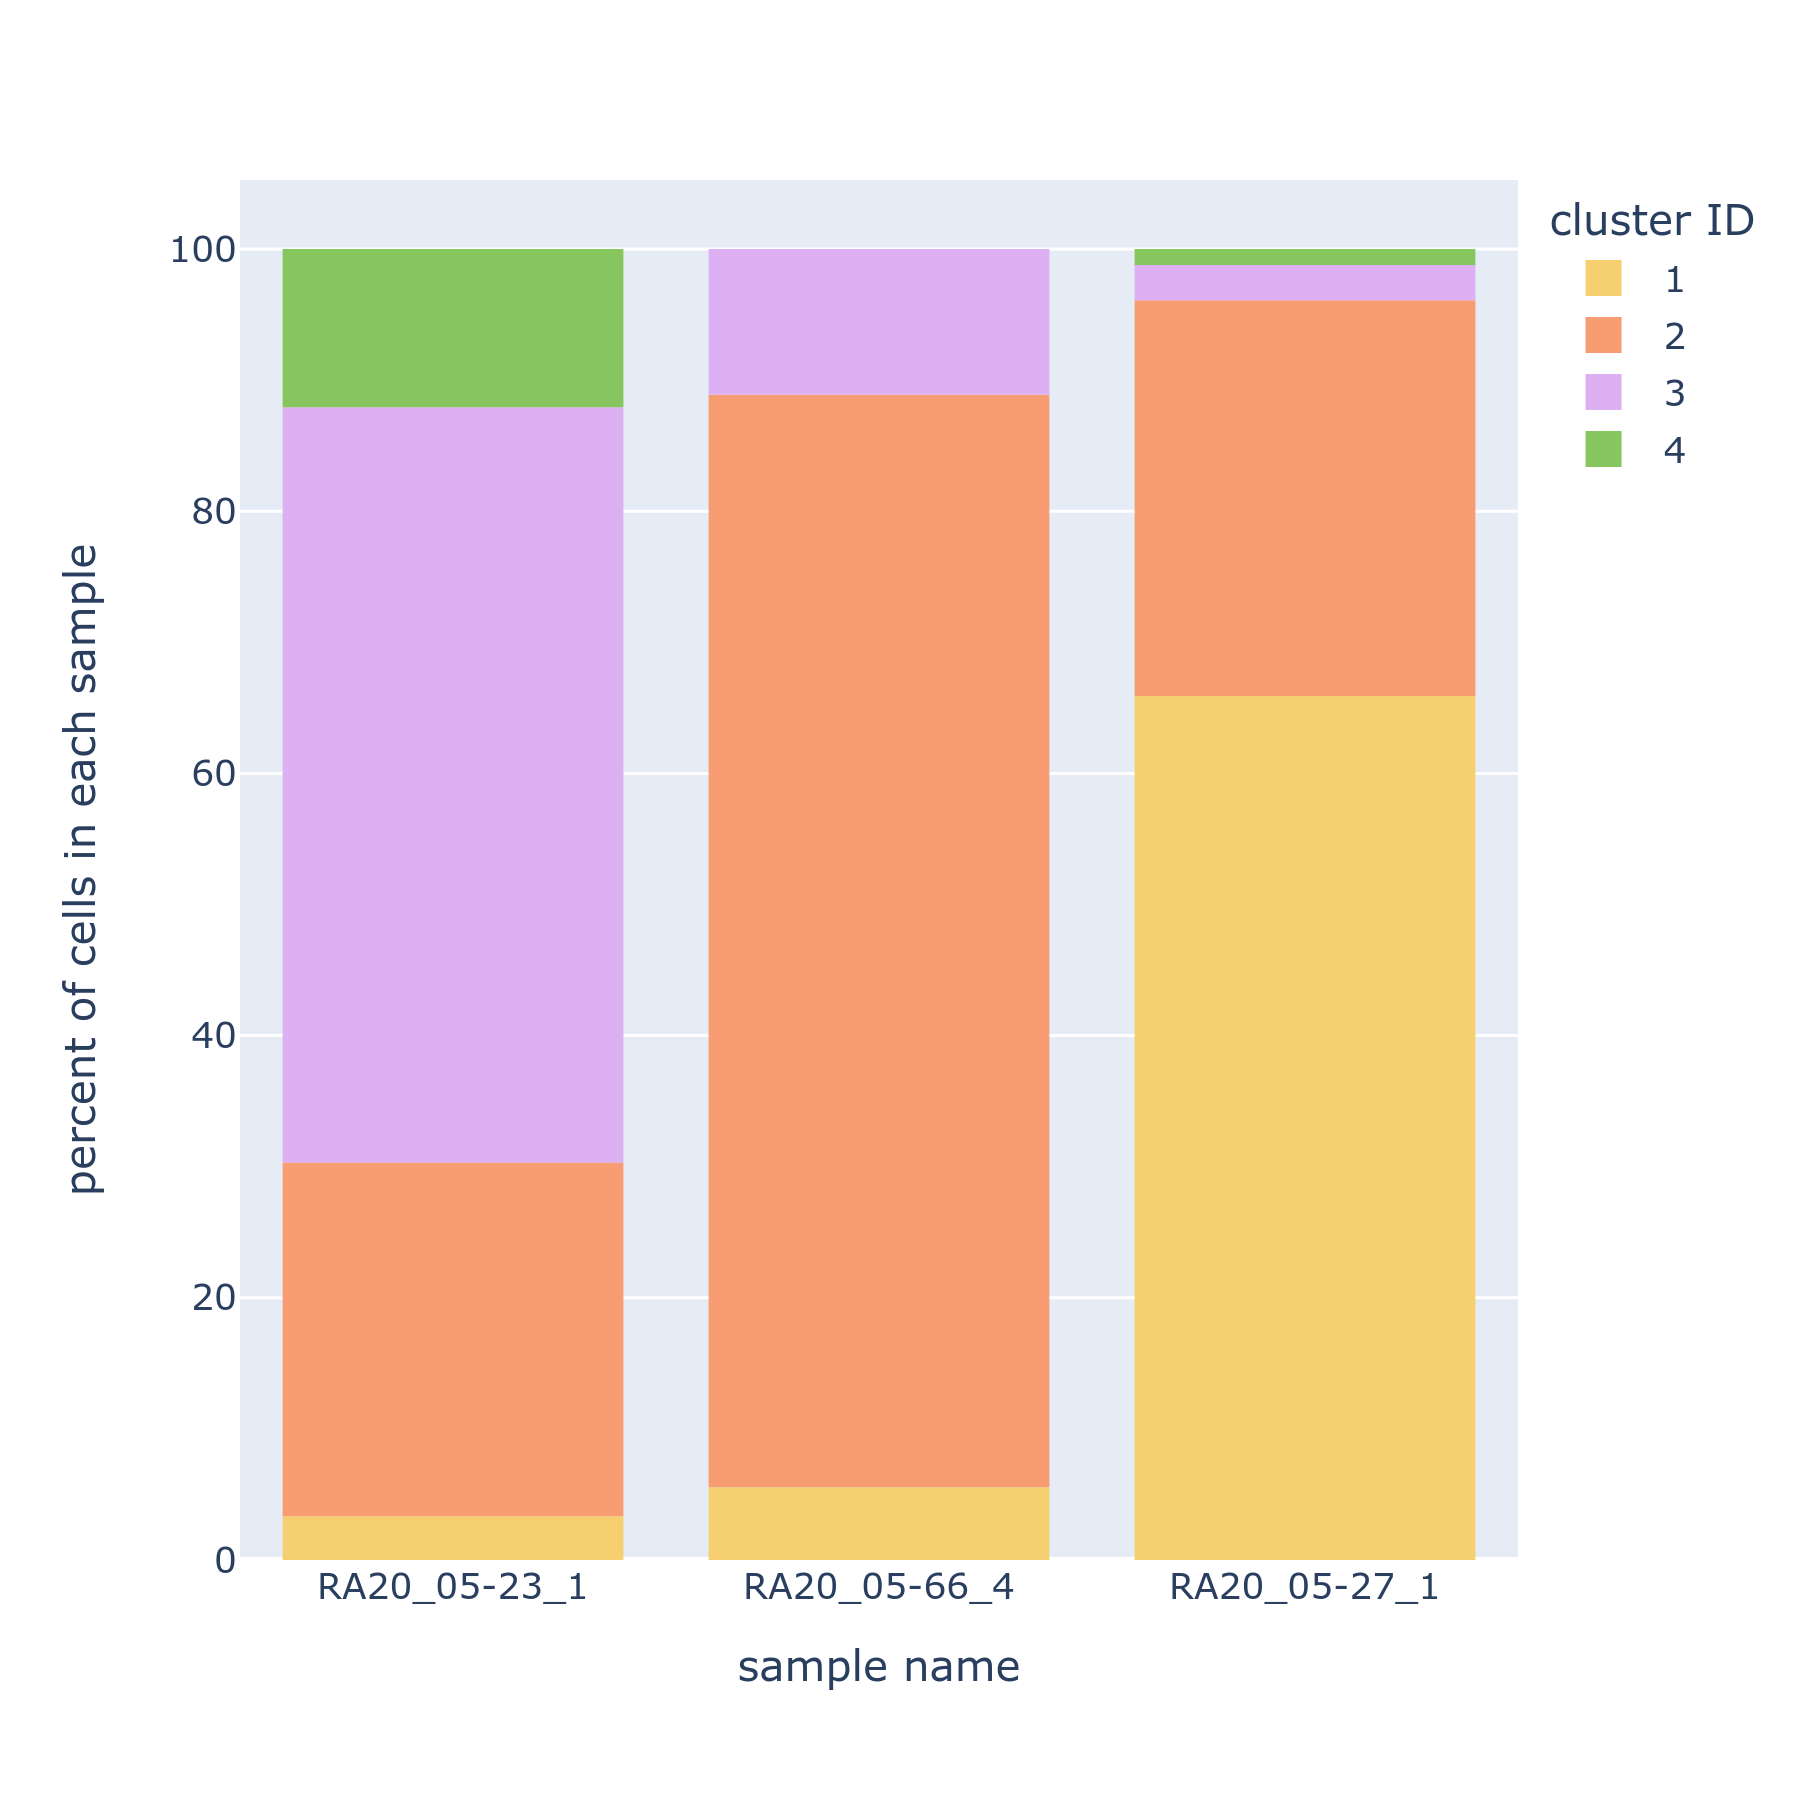 cluster ID
1
2
3
4
100
80
60
40
20
0
percent of cells in each sample
RA20_05-23_1 RA20_05-66_4 RA20_05-27_1
sample name